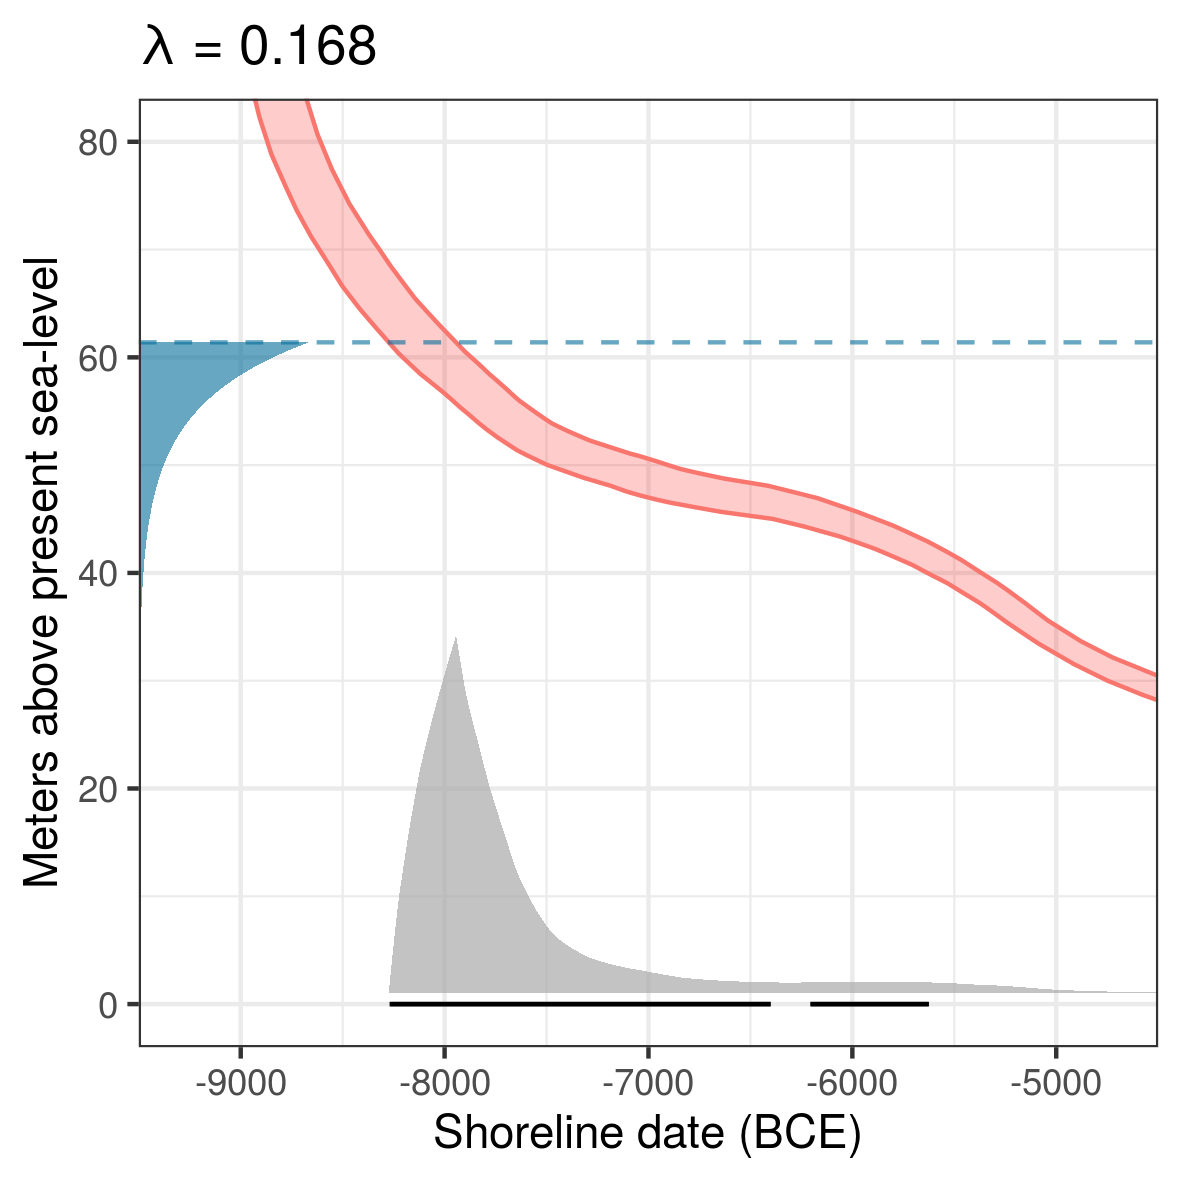 λ = 0.168
Meters above present sea-level
80
60
40
20
0
-9000 -8000 -7000 -6000 -5000
Shoreline date (BCE)